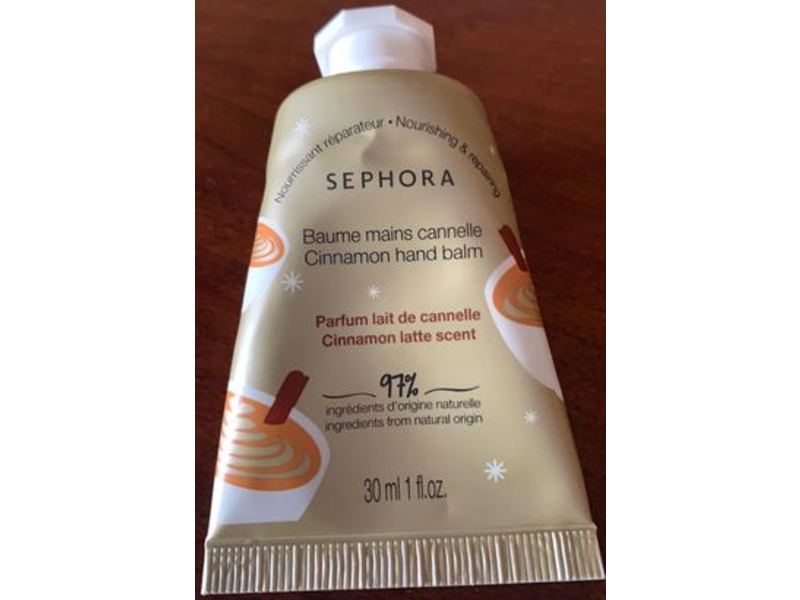 Nourrissant réparateur • Nourishing & repairing
SEPHORA
Baume mains cannelle
Cinnamon hand balm
Parfum lait de cannelle
Cinnamon latte scent
97%
ingrédients d'origine naturelle
ingredients from natural origin
30 ml 1 fl.oz.